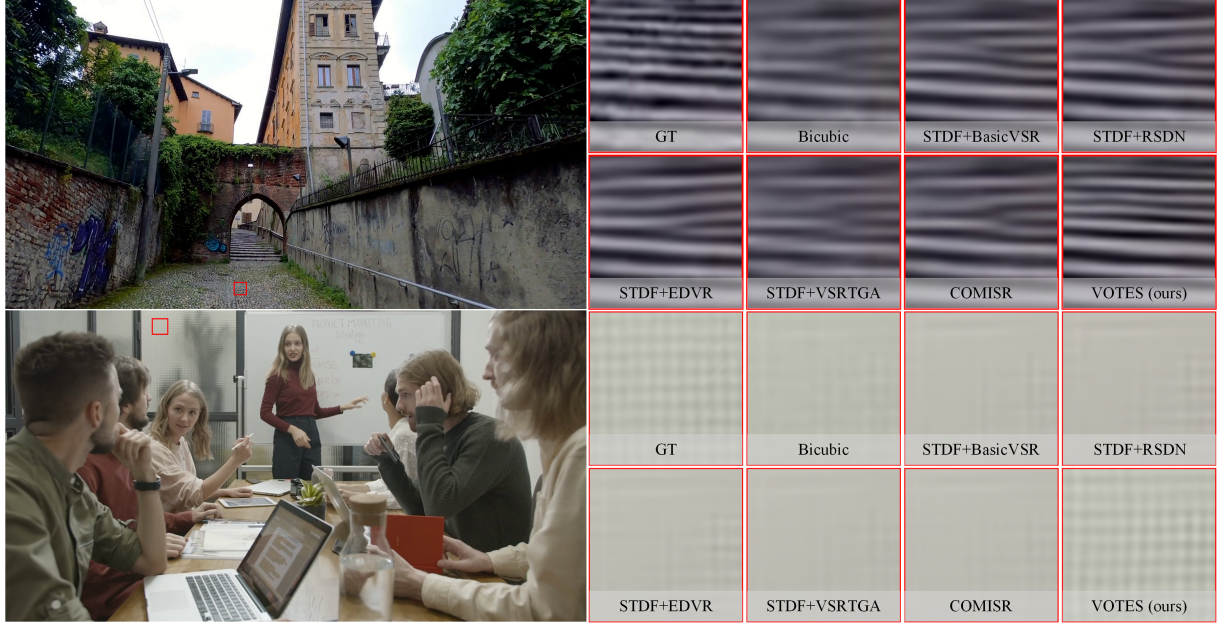 GT
Bicubic
STDF+BasicVSR
STDF+RSDN
STDF+EDVR
STDF+VSRTGA
COMISR
VOTES (ours)
GT
Bicubic
STDF+BasicVSR
STDF+RSDN
STDF+EDVR
STDF+VSRTGA
COMISR
VOTES (ours)